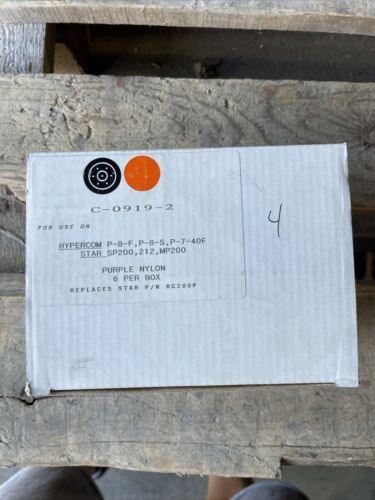 C-0919-2
FOR USE ON
HYPERCOM P-8-F,P-8-S,P-7-40F
STAR SP200,212,MP200
PURPLE NYLON
6 PER BOX
REPLACES STAR P/N RC200P
4